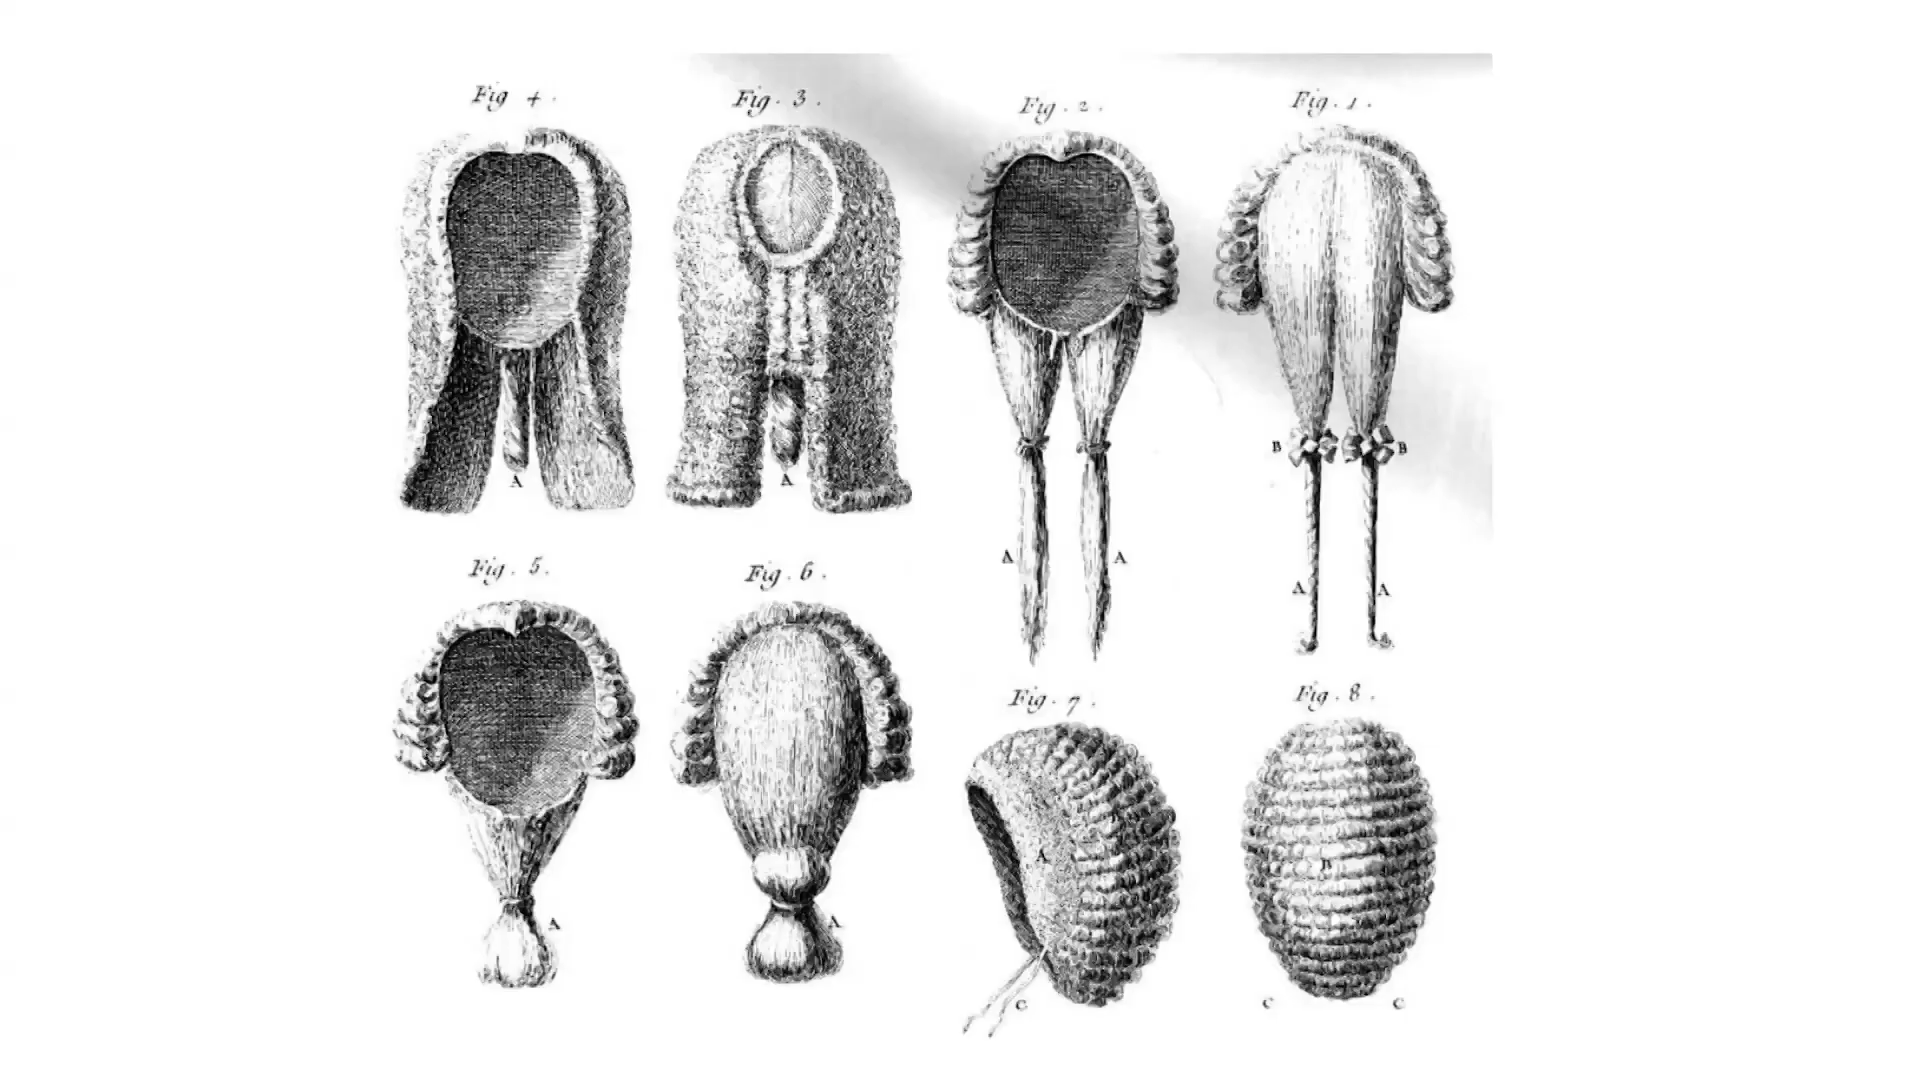 Fig 4.
Fig. 3.
Fig. 2.
Fig. 1.
B
B
A
A
A
A
A
A
Fig. 5.
Fig. 6.
A
A
Fig. 7.
Fig. 8.
A
B
C
C
C